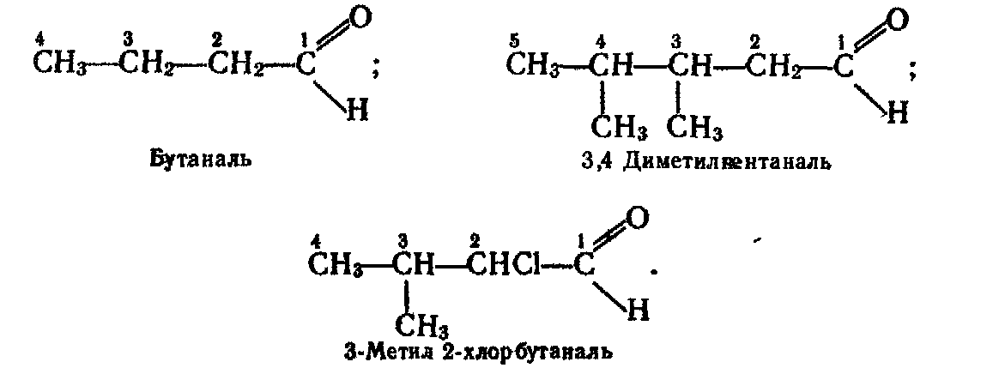 O
4 3 2 1
CH₃—CH₂—CH₂—C ;
H
Бутаналь
O
5 4 3 2 1
CH₃—CH—CH—CH₂—C ;
H
CH₃ CH₃
3,4 Диметилпентаналь
O
4 3 2 1
CH₃—CH—CHCl—C .
H
CH₃
3-Метил 2-хлорбутаналь